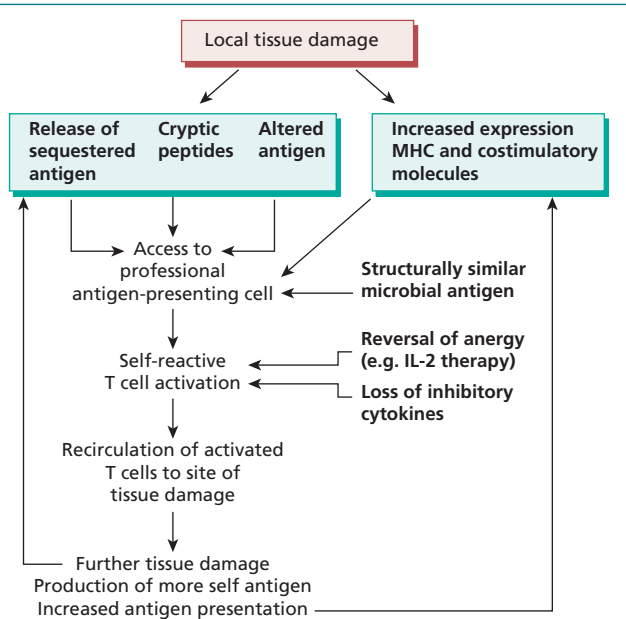 Local tissue damage
Release of
sequestered
antigen
Cryptic
peptides
Altered
antigen
Increased expression
MHC and costimulatory
molecules
Access to
professional
antigen-presenting cell
Structurally similar
microbial antigen
Self-reactive
T cell activation
Reversal of anergy
(e.g. IL-2 therapy)
Loss of inhibitory
cytokines
Recirculation of activated
T cells to site of
tissue damage
Further tissue damage
Production of more self antigen
Increased antigen presentation